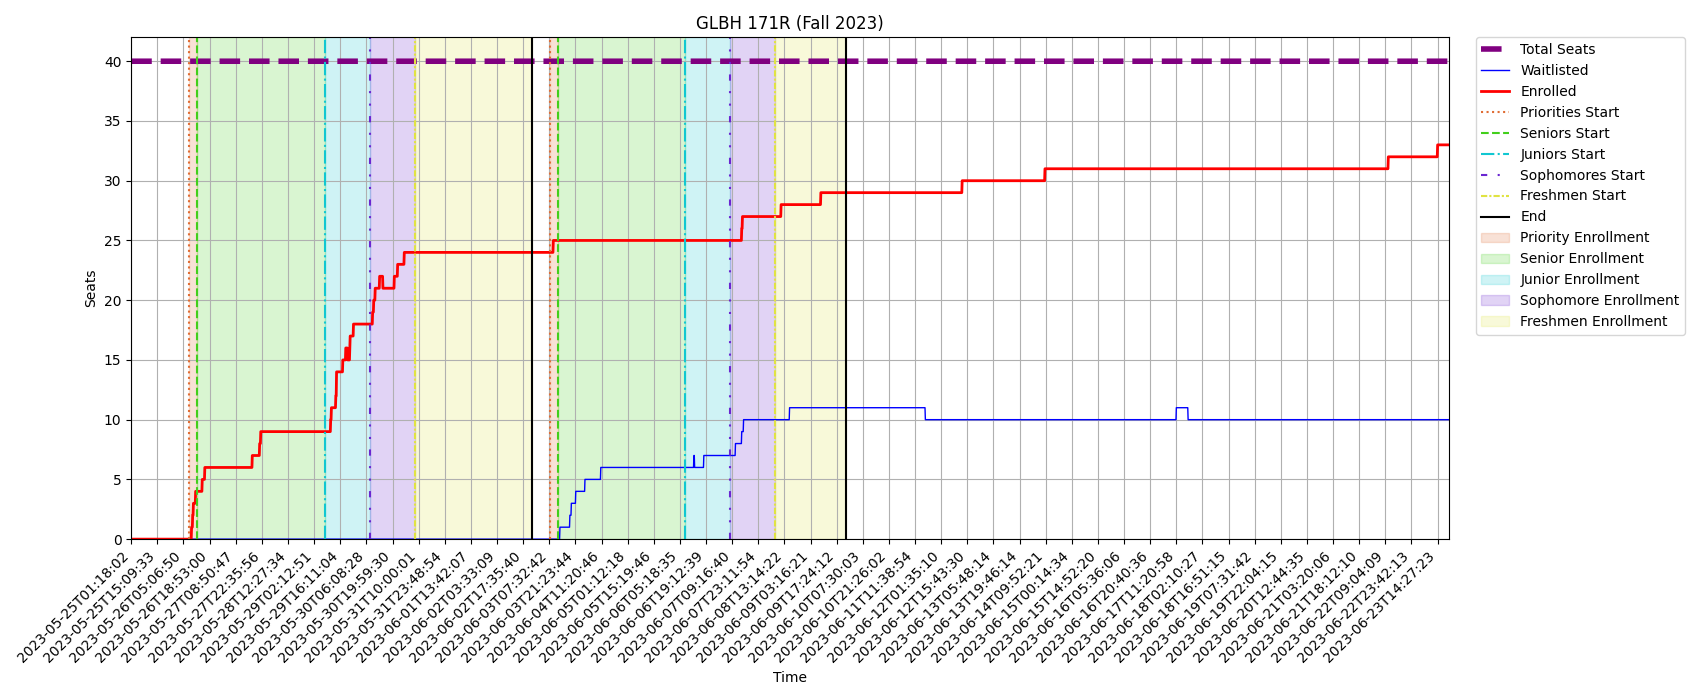 GLBH 171R (Fall 2023)
Seats
40
35
30
25
20
15
10
5
0
2023-05-25T01:18:02
2023-05-25T15:09:33
2023-05-26T05:06:50
2023-05-26T18:53:00
2023-05-27T08:50:47
2023-05-27T22:35:56
2023-05-28T12:27:34
2023-05-29T02:12:51
2023-05-29T16:11:04
2023-05-30T06:08:28
2023-05-30T19:59:30
2023-05-31T10:00:01
2023-05-31T23:48:54
2023-06-01T13:42:07
2023-06-02T03:33:09
2023-06-02T17:35:40
2023-06-03T07:32:42
2023-06-03T21:23:44
2023-06-04T11:20:46
2023-06-05T01:12:18
2023-06-05T15:19:46
2023-06-06T05:18:35
2023-06-06T19:12:39
2023-06-07T09:16:40
2023-06-07T23:11:54
2023-06-08T13:14:22
2023-06-09T03:16:21
2023-06-09T17:24:12
2023-06-10T07:30:03
2023-06-10T21:26:02
2023-06-11T11:38:54
2023-06-12T01:35:10
2023-06-12T15:43:30
2023-06-13T05:48:14
2023-06-13T19:46:14
2023-06-14T09:52:21
2023-06-15T00:14:34
2023-06-15T14:52:20
2023-06-16T05:36:06
2023-06-16T20:40:36
2023-06-17T11:20:58
2023-06-18T02:10:27
2023-06-18T16:51:15
2023-06-19T07:31:42
2023-06-19T22:04:15
2023-06-20T12:44:35
2023-06-21T03:20:06
2023-06-21T18:12:10
2023-06-22T09:04:09
2023-06-22T23:42:13
2023-06-23T14:27:23
Time
Total Seats
Waitlisted
Enrolled
Priorities Start
Seniors Start
Juniors Start
Sophomores Start
Freshmen Start
End
Priority Enrollment
Senior Enrollment
Junior Enrollment
Sophomore Enrollment
Freshmen Enrollment